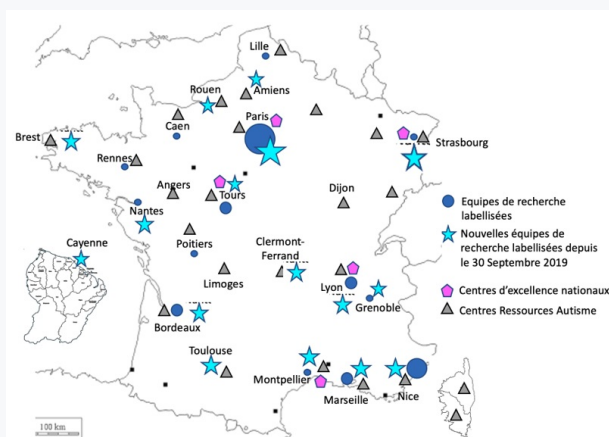 Lille
Rouen
Amiens
Paris
Caen
Brest
Strasbourg
Rennes
Angers
Tours
Dijon
Nantes
Cayenne
Poitiers
Clermont-
Ferrand
Limoges
Lyon
Grenoble
Bordeaux
Toulouse
Montpellier
Marseille
Nice
Equipes de recherche
labellisées
Nouvelles équipes de
recherche labellisées depuis
le 30 Septembre 2019
Centres d'excellence nationaux
Centres Ressources Autisme
100 km